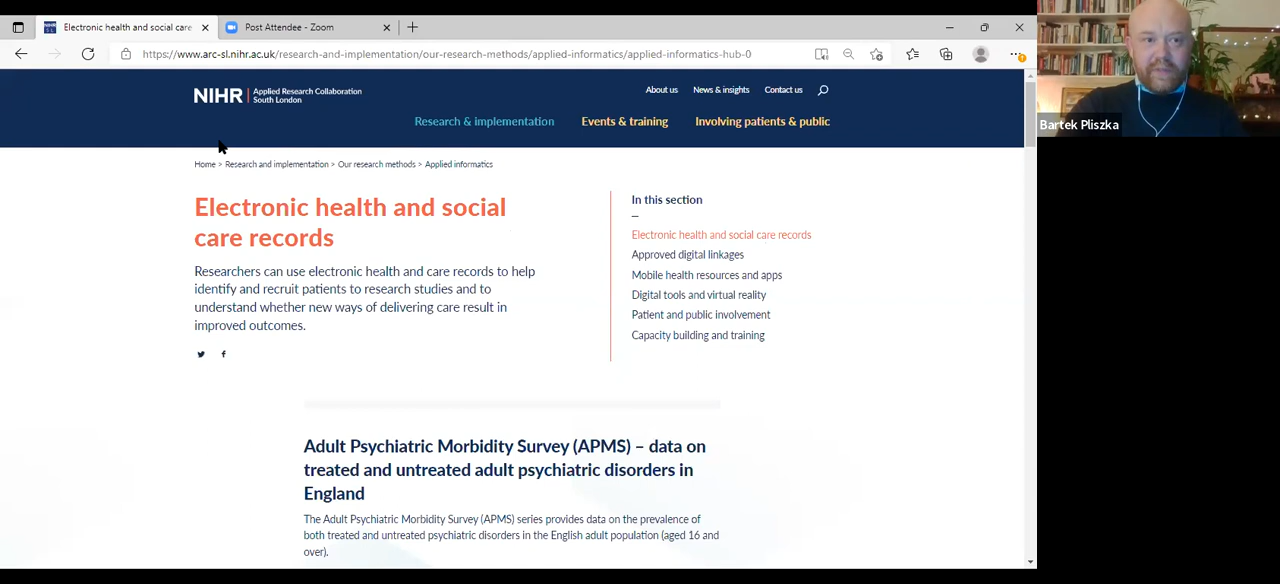 Electronic health and social care
Post Attendee - Zoom
https://www.arc-sl.nihr.ac.uk/research-and-implementation/our-research-methods/applied-informatics/applied-informatics-hub-0
Bartek Pliszka
NIHR
Applied Research Collaboration
South London
About us
News & insights
Contact us
Research & implementation
Events & training
Involving patients & public
Home > Research and implementation > Our research methods > Applied informatics
Electronic health and social
care records
Researchers can use electronic health and care records to help
identify and recruit patients to research studies and to
understand whether new ways of delivering care result in
improved outcomes.
In this section
Electronic health and social care records
Approved digital linkages
Mobile health resources and apps
Digital tools and virtual reality
Patient and public involvement
Capacity building and training
Adult Psychiatric Morbidity Survey (APMS) – data on
treated and untreated adult psychiatric disorders in
England
The Adult Psychiatric Morbidity Survey (APMS) series provides data on the prevalence of
both treated and untreated psychiatric disorders in the English adult population (aged 16 and
over).